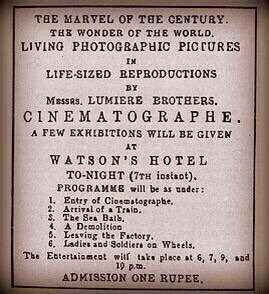 THE MARVEL OF THE CENTURY.
THE WONDER OF THE WORLD.
LIVING PHOTOGRAPHIC PICTURES
IN
LIFE-SIZED REPRODUCTIONS
BY
MESSRS. LUMIERE BROTHERS.
CINEMATOGRAPHE.
A FEW EXHIBITIONS WILL BE GIVEN
AT
WATSON'S HOTEL
TO-NIGHT (7TH instant).
PROGRAMME will be as under:
1. Entry of Cinematographe.
2. Arrival of a Train.
3. The Sea Bath.
4. A Demolition
5. Leaving the Factory.
6. Ladies and Soldiers on Wheels.
The Entertainment will take place at 6, 7, 9, and
10 p.m.
ADMISSION ONE RUPEE.